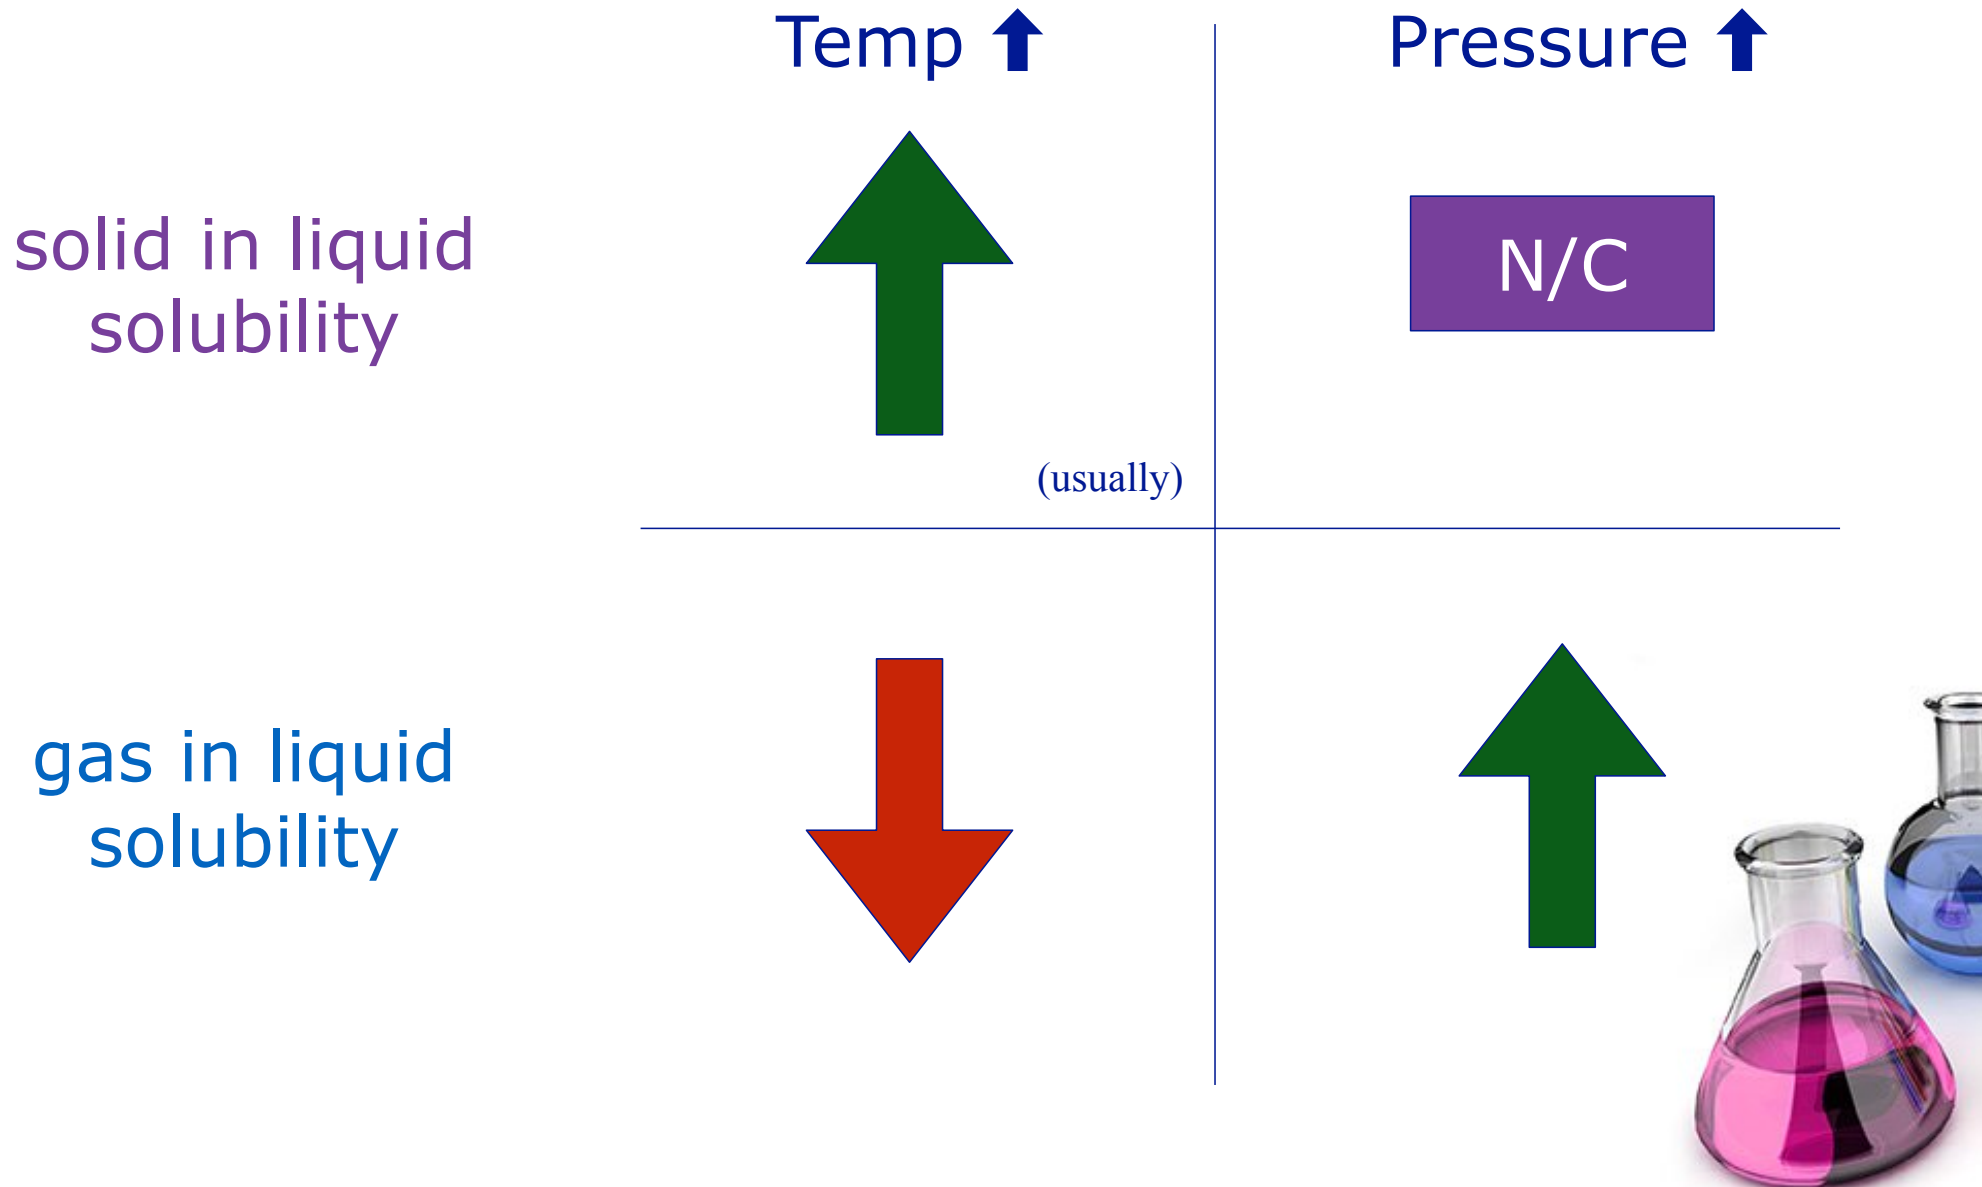 Temp
Pressure
solid in liquid
solubility
N/C
(usually)
gas in liquid
solubility